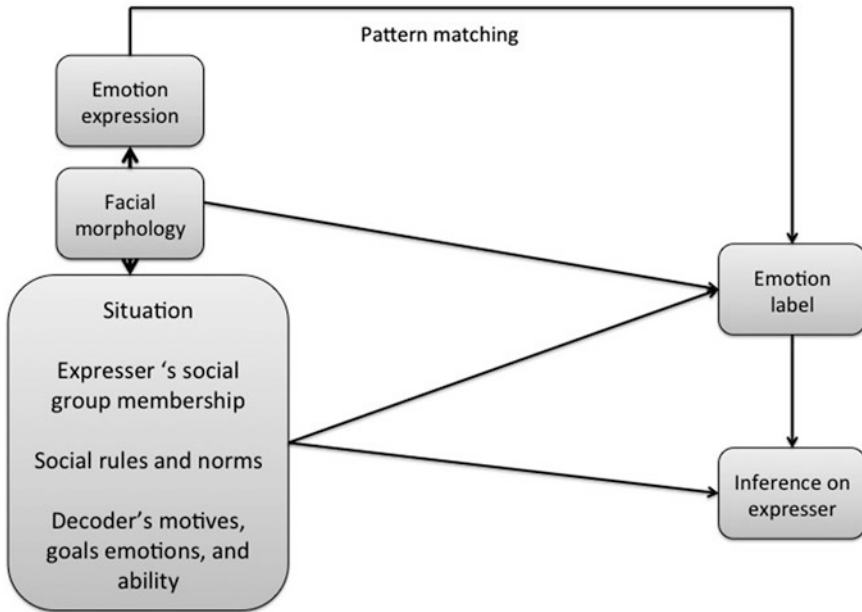 Pattern matching
Emotion
expression
Facial
morphology
Situation
Expresser ‘s social
group membership
Social rules and norms
Decoder’s motives,
goals emotions, and
ability
Emotion
label
Inference on
expresser